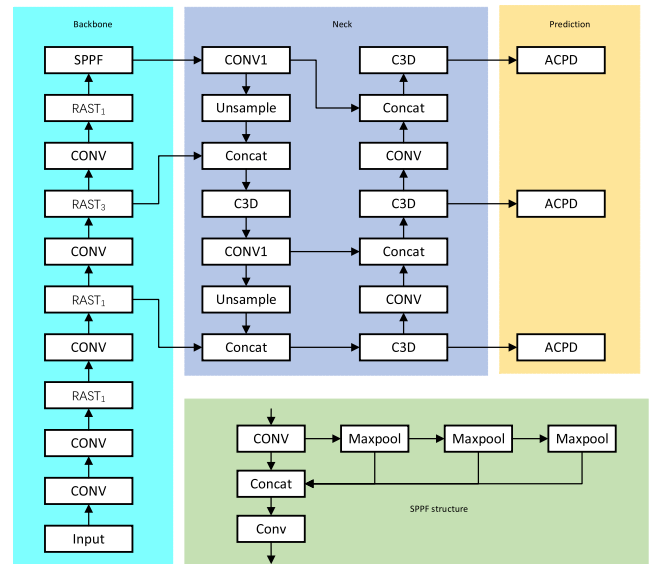 Backbone
Neck
Prediction
SPPF
RAST₁
CONV
RAST₃
CONV
RAST₁
CONV
RAST₁
CONV
CONV
Input
CONV1
Unsample
Concat
C3D
CONV1
Unsample
Concat
C3D
Concat
CONV
C3D
Concat
CONV
C3D
ACPD
ACPD
ACPD
CONV
Maxpool
Maxpool
Maxpool
Concat
SPPF structure
Conv